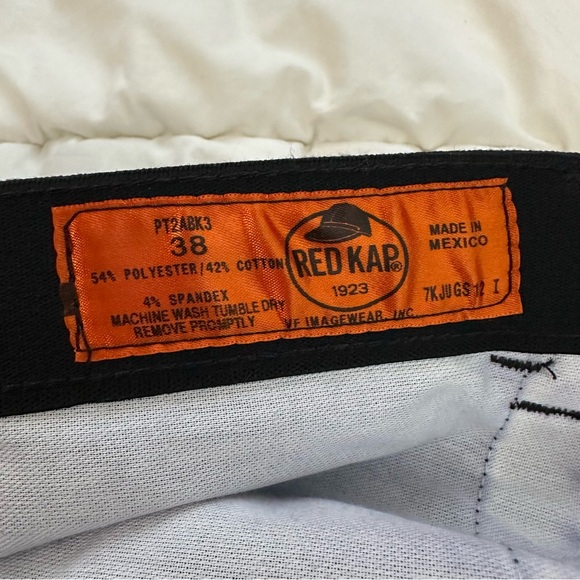 PT2ABK3
38
54% POLYESTER/42% COTTON
4% SPANDEX
MACHINE WASH TUMBLE DRY
REMOVE PROMPTLY
RED KAP®
1923
VF IMAGEWEAR, INC.
MADE IN
MEXICO
7KJUGS 12 I